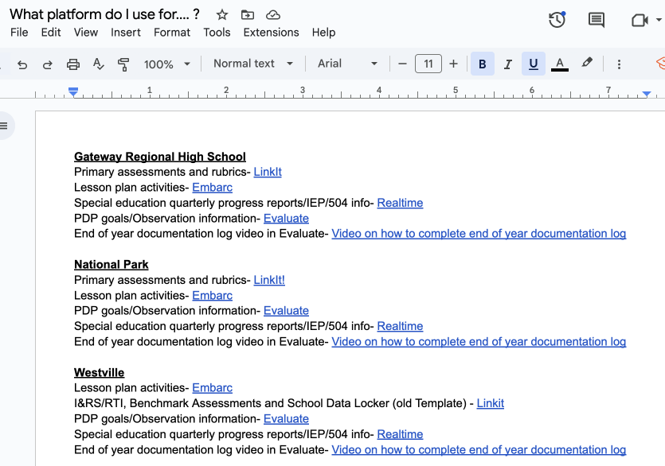 What platform do I use for.... ?
File Edit View Insert Format Tools Extensions Help
100% Normal text Arial − 11 + B I U A
1 2 3 4 5 6 7
Gateway Regional High School
Primary assessments and rubrics- LinkIt
Lesson plan activities- Embarc
Special education quarterly progress reports/IEP/504 info- Realtime
PDP goals/Observation information- Evaluate
End of year documentation log video in Evaluate- Video on how to complete end of year documentation log
National Park
Primary assessments and rubrics- LinkIt!
Lesson plan activities- Embarc
PDP goals/Observation information- Evaluate
Special education quarterly progress reports/IEP/504 info- Realtime
End of year documentation log video in Evaluate- Video on how to complete end of year documentation log
Westville
Lesson plan activities- Embarc
I&RS/RTI, Benchmark Assessments and School Data Locker (old Template) - Linkit
PDP goals/Observation information- Evaluate
Special education quarterly progress reports/IEP/504 info- Realtime
End of year documentation log video in Evaluate- Video on how to complete end of year documentation log